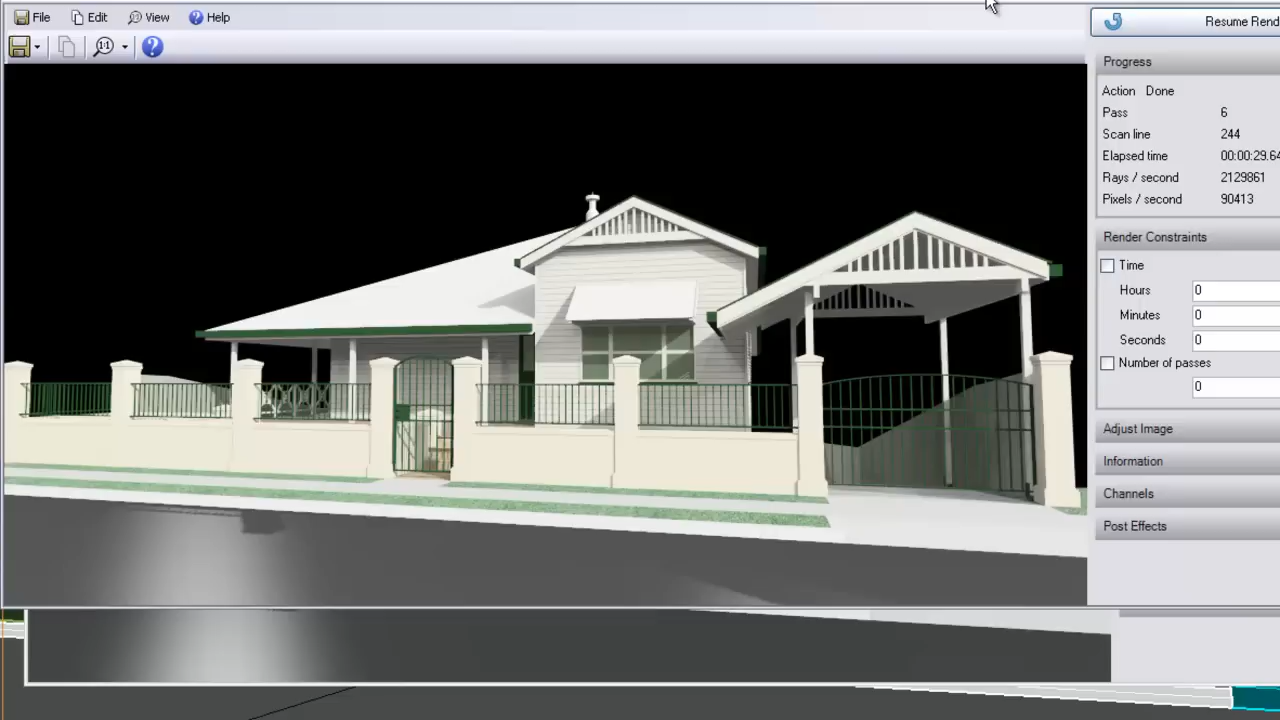 File Edit View Help
Resume Rend
1:1
Progress
Action Done
Pass 6
Scan line 244
Elapsed time 00:00:29.64
Rays / second 2129861
Pixels / second 90413
Render Constraints
Time
Hours 0
Minutes 0
Seconds 0
Number of passes
0
Adjust Image
Information
Channels
Post Effects